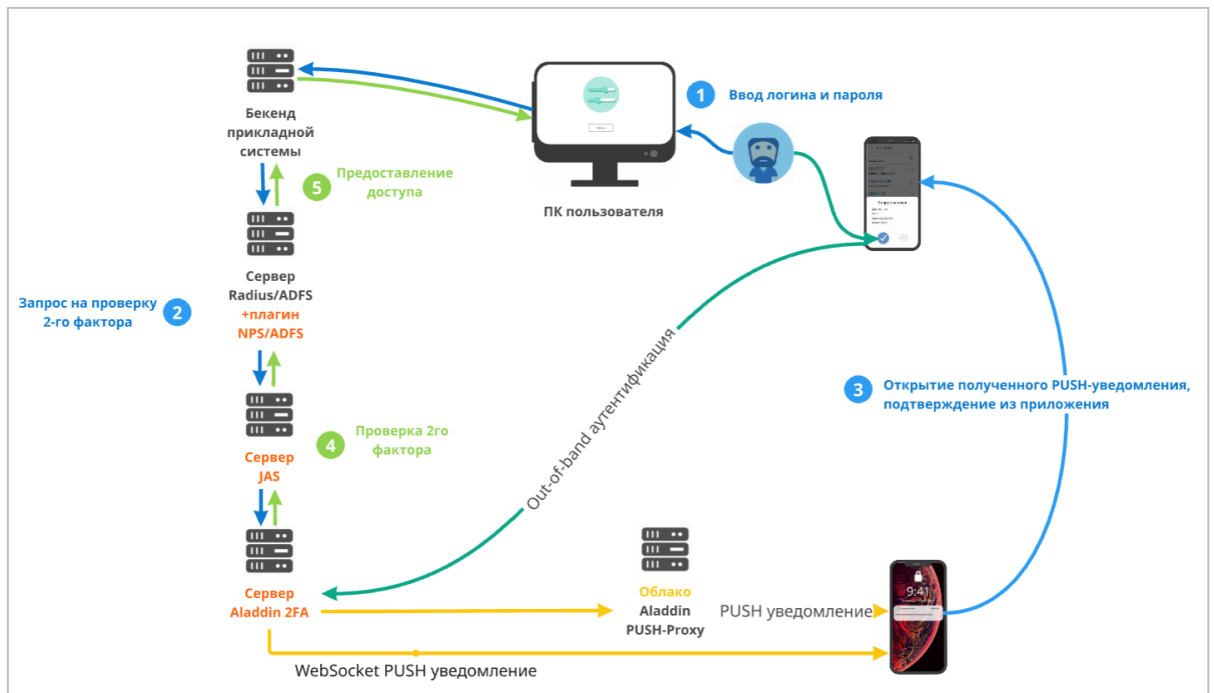 1
Ввод логина и пароля
Бекенд
прикладной
системы
5
Предоставление
доступа
ПК пользователя
Сервер
Radius/ADFS
+плагин
NPS/ADFS
Запрос на проверку
2-го фактора
2
3
Открытие полученного PUSH-уведомления,
подтверждение из приложения
Out-of-band аутентификация
4
Проверка 2го
фактора
Сервер
JAS
Сервер
Aladdin 2FA
Облако
Aladdin
PUSH-Proxy
PUSH уведомление
9:41
WebSocket PUSH уведомление